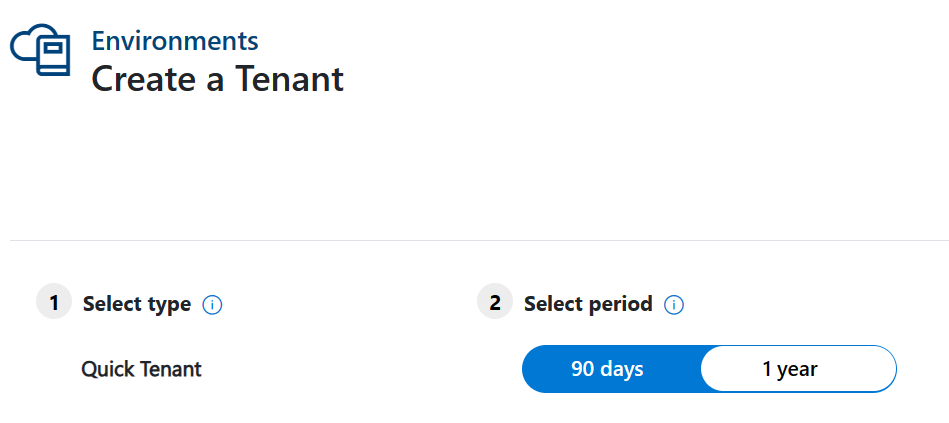 Environments
Create a Tenant
1 Select type
2 Select period
Quick Tenant
90 days
1 year